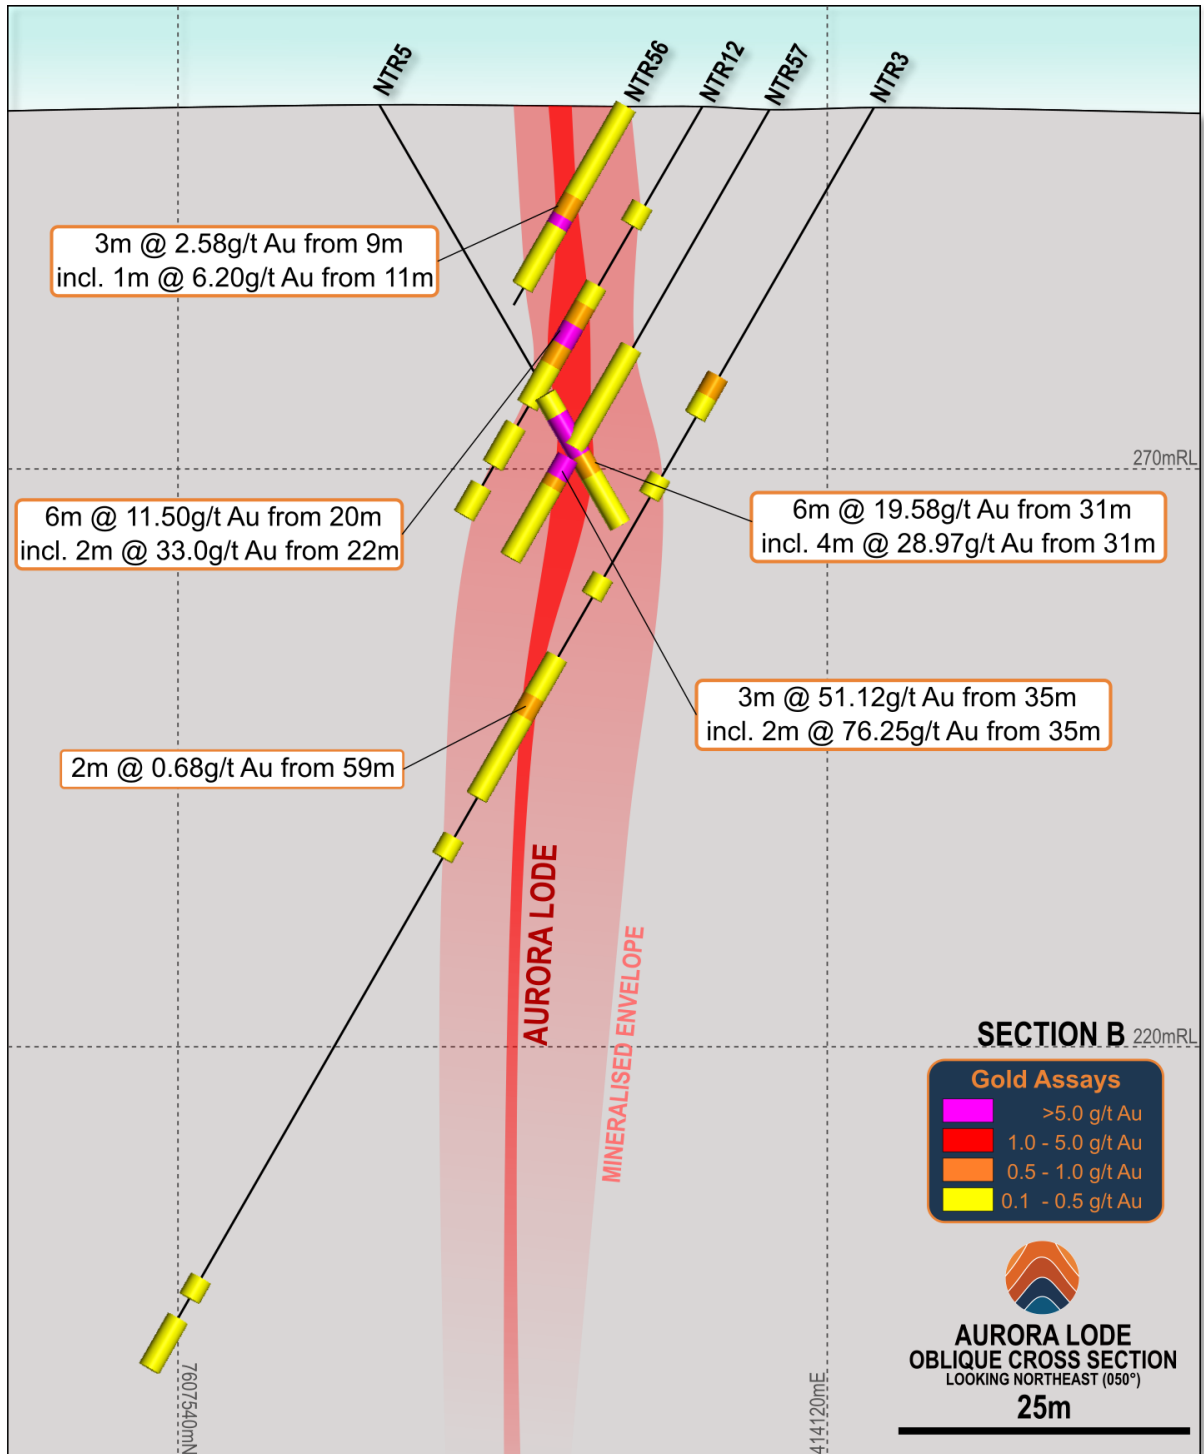 NTR5
NTR56
NTR12
NTR57
NTR3
3m @ 2.58g/t Au from 9m
incl. 1m @ 6.20g/t Au from 11m
270mRL
6m @ 11.50g/t Au from 20m
incl. 2m @ 33.0g/t Au from 22m
6m @ 19.58g/t Au from 31m
incl. 4m @ 28.97g/t Au from 31m
3m @ 51.12g/t Au from 35m
incl. 2m @ 76.25g/t Au from 35m
2m @ 0.68g/t Au from 59m
AURORA LODE
MINERALISED ENVELOPE
SECTION B
220mRL
Gold Assays
>5.0 g/t Au
1.0 - 5.0 g/t Au
0.5 - 1.0 g/t Au
0.1 - 0.5 g/t Au
7607540mN
414120mE
AURORA LODE
OBLIQUE CROSS SECTION
LOOKING NORTHEAST (050°)
25m